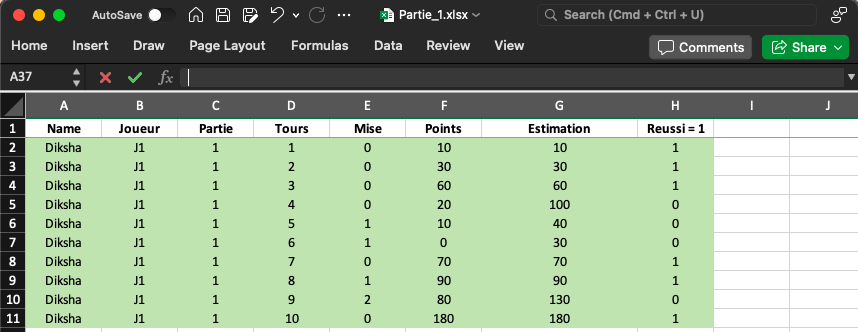 AutoSave ... Partie_1.xlsx Search (Cmd + Ctrl + U)
Home Insert Draw Page Layout Formulas Data Review View Comments Share
A37 fx
A B C D E F G H I J
1 Name Joueur Partie Tours Mise Points Estimation Reussi = 1
2 Diksha J1 1 1 0 10 10 1
3 Diksha J1 1 2 0 30 30 1
4 Diksha J1 1 3 0 60 60 1
5 Diksha J1 1 4 0 20 100 0
6 Diksha J1 1 5 1 10 40 0
7 Diksha J1 1 6 1 0 30 0
8 Diksha J1 1 7 0 70 70 1
9 Diksha J1 1 8 1 90 90 1
10 Diksha J1 1 9 2 80 130 0
11 Diksha J1 1 10 0 180 180 1